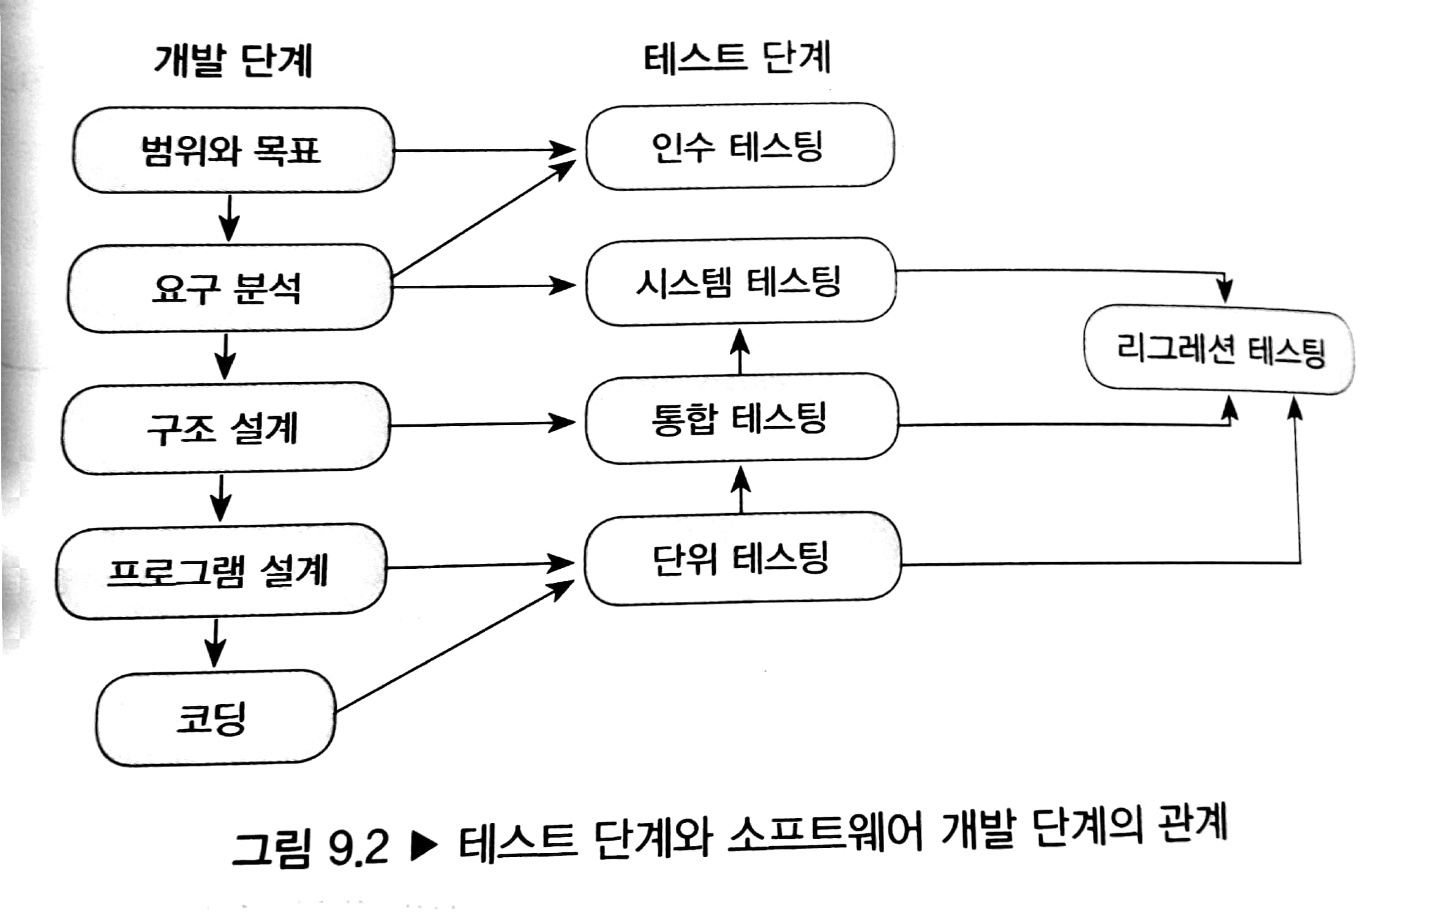 개발 단계
테스트 단계
범위와 목표
인수 테스팅
요구 분석
시스템 테스팅
리그레션 테스팅
구조 설계
통합 테스팅
프로그램 설계
단위 테스팅
코딩
그림 9.2 ▶ 테스트 단계와 소프트웨어 개발 단계의 관계